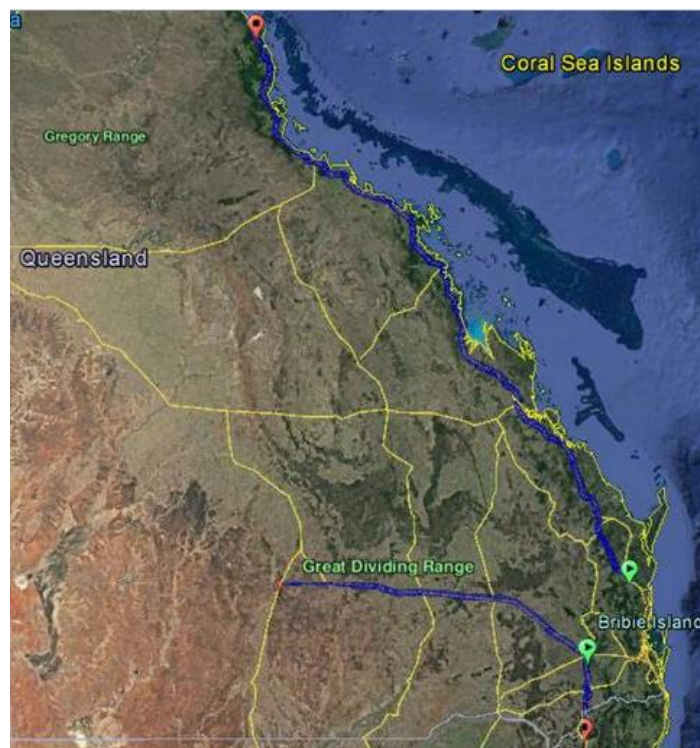 a
Coral Sea Islands
Gregory Range
Queensland
Great Dividing Range
Bribie Island